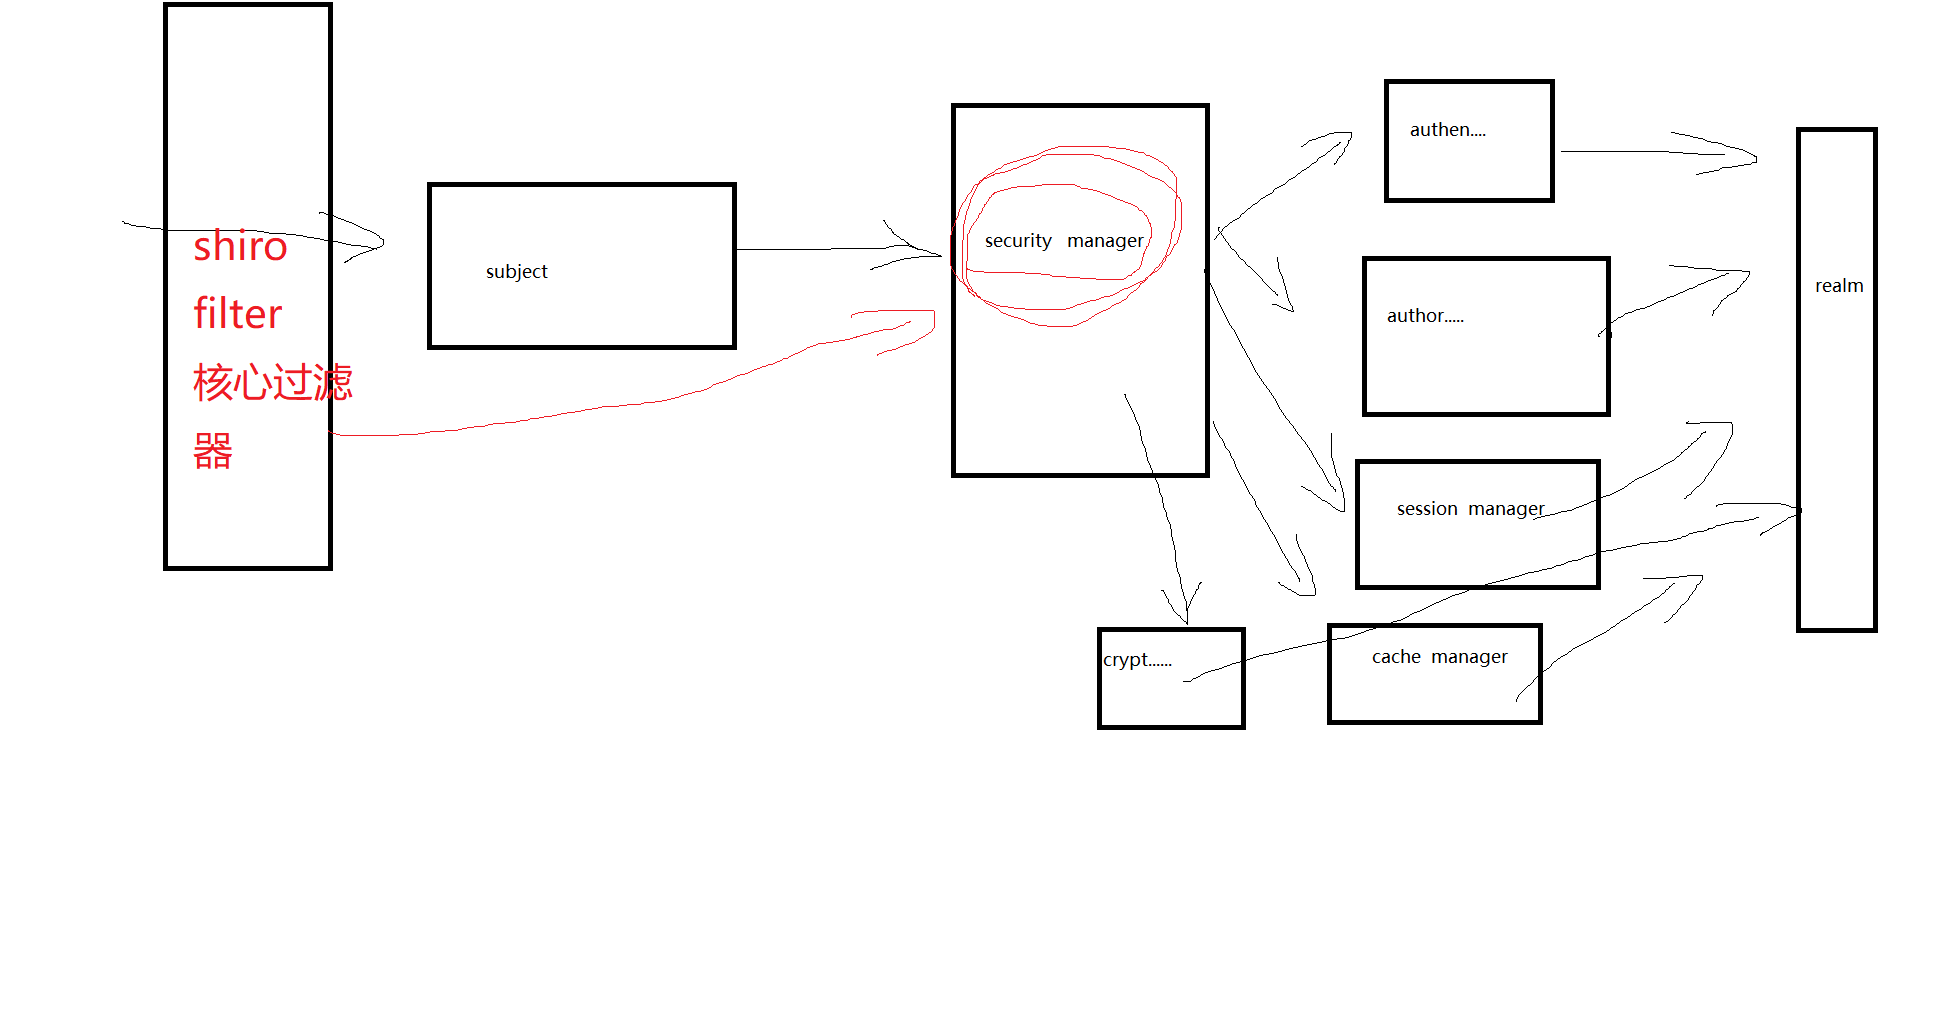 shiro
filter
核心过滤
器
subject
security manager
authen....
author.....
session manager
cache manager
crypt......
realm